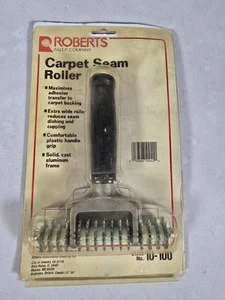 ROBERTS
Carpet Seam
Roller
• Maximizes
adhesive
transfer to
carpet backing
• Extra wide roller
reduces seam
dishing and
cupping
• Comfortable
plastic handle
grip
• Solid, cast
aluminum
frame
No. 10-100